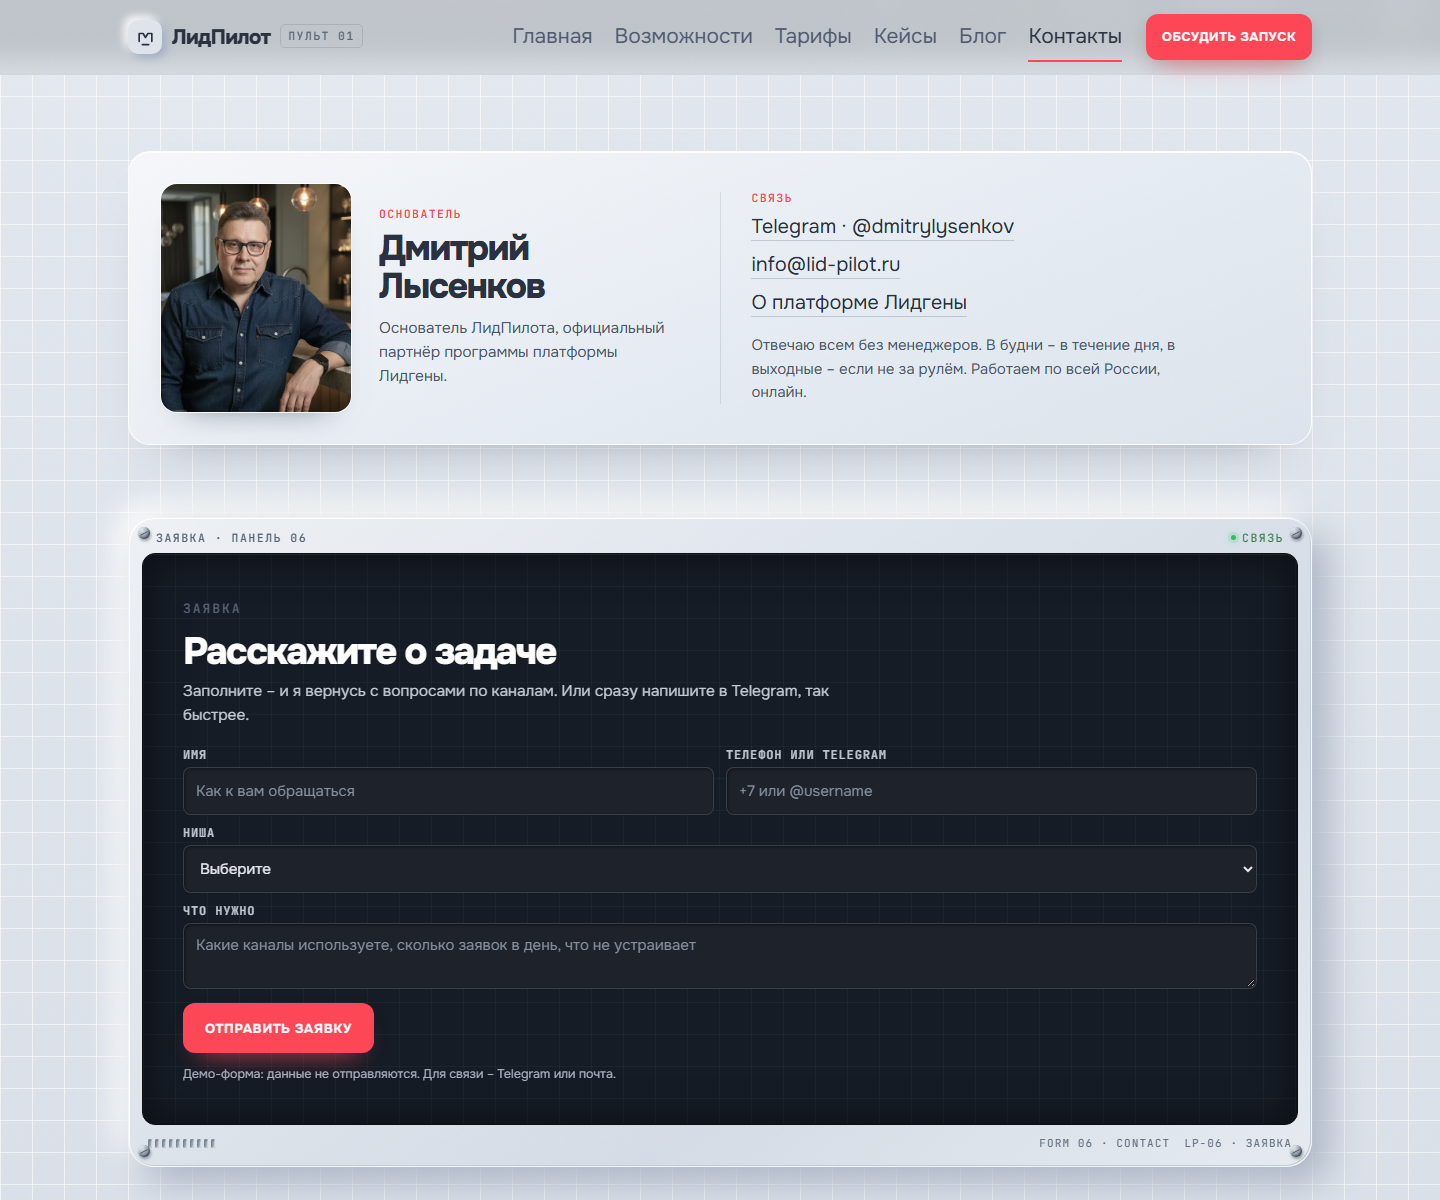 ЛидПилот
ПУЛЬТ 01
Главная Возможности Тарифы Кейсы Блог Контакты
ОБСУДИТЬ ЗАПУСК
ОСНОВАТЕЛЬ
Дмитрий
Лысенков
Основатель ЛидПилота, официальный
партнёр программы платформы
Лидгены.
СВЯЗЬ
Telegram · @dmitrylysenkov
info@lid-pilot.ru
О платформе Лидгены
Отвечаю всем без менеджеров. В будни – в течение дня, в
выходные – если не за рулём. Работаем по всей России,
онлайн.
ЗАЯВКА · ПАНЕЛЬ 06
СВЯЗЬ
ЗАЯВКА
Расскажите о задаче
Заполните – и я вернусь с вопросами по каналам. Или сразу напишите в Telegram, так
быстрее.
ИМЯ
Как к вам обращаться
ТЕЛЕФОН ИЛИ TELEGRAM
+7 или @username
НИША
Выберите
ЧТО НУЖНО
Какие каналы используете, сколько заявок в день, что не устраивает
ОТПРАВИТЬ ЗАЯВКУ
Демо-форма: данные не отправляются. Для связи – Telegram или почта.
FORM 06 · CONTACT LP-06 · ЗАЯВКА